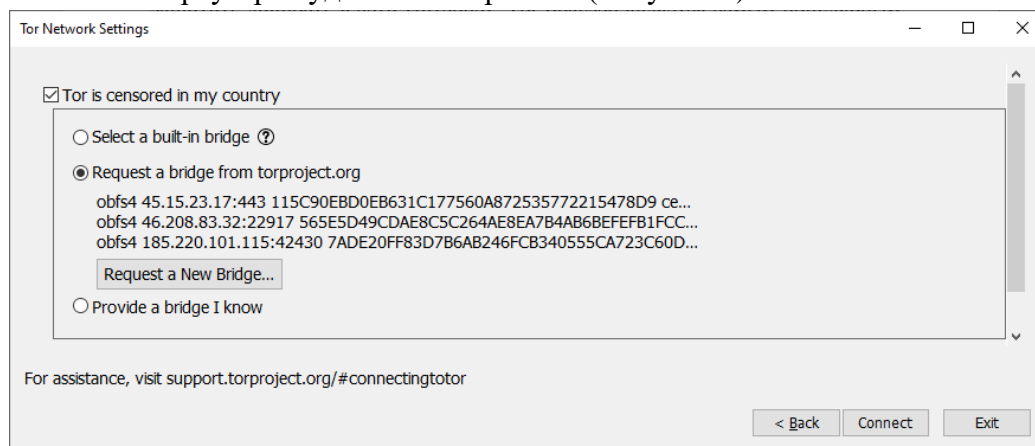 Tor Network Settings
Tor is censored in my country
Select a built-in bridge ?
Request a bridge from torproject.org
obfs4 45.15.23.17:443 115C90EBD0EB631C177560A872535772215478D9 ce...
obfs4 46.208.83.32:22917 565E5D49CDAE8C5C264AE8EA7B4AB6BEFEFB1FCC...
obfs4 185.220.101.115:42430 7ADE20FF83D7B6AB246FCB340555CA723C60D...
Request a New Bridge...
Provide a bridge I know
For assistance, visit support.torproject.org/#connectingtotor
< Back Connect Exit